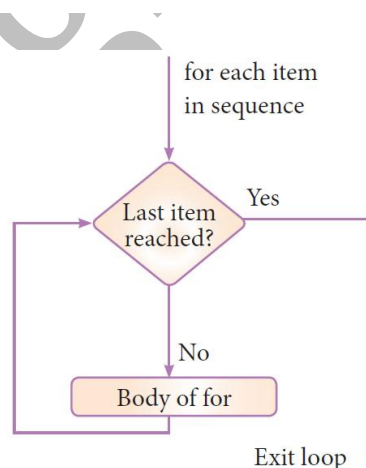 for each item
in sequence
Last item
reached?
Yes
No
Body of for
Exit loop